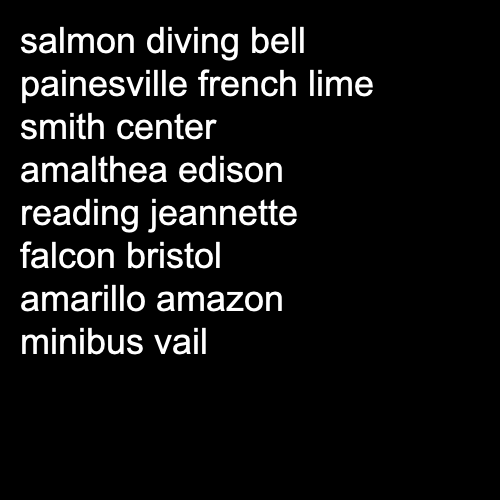 salmon diving bell
painesville french lime
smith center
amalthea edison
reading jeannette
falcon bristol
amarillo amazon
minibus vail